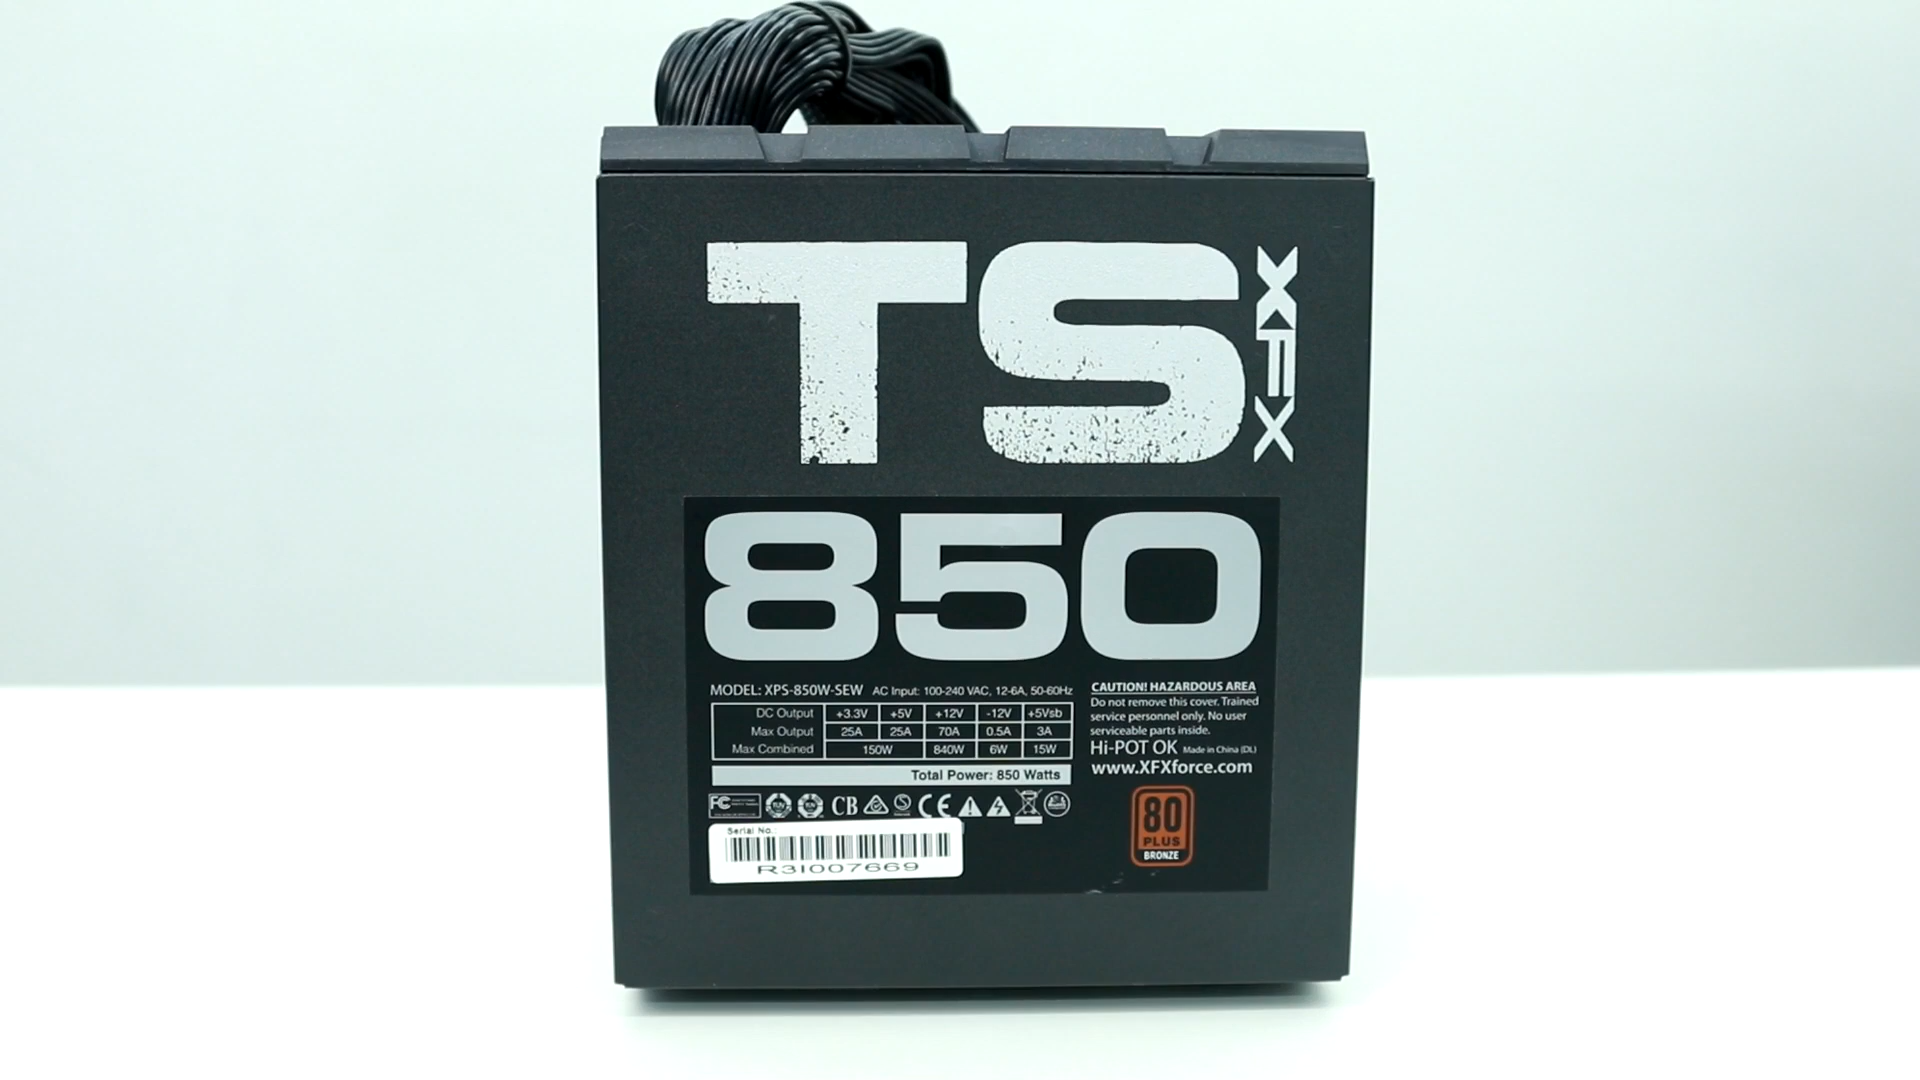 TS
XFX
850
MODEL: XPS-850W-SEW AC Input: 100-240 VAC, 12-6A, 50-60Hz
DC Output +3.3V +5V +12V -12V +5Vsb
Max Output 25A 25A 70A 0.5A 3A
Max Combined 150W 840W 6W 15W
Total Power: 850 Watts
CAUTION! HAZARDOUS AREA
Do not remove this cover. Trained
service personnel only. No user
serviceable parts inside.
Hi-POT OK Made in China (DL)
www.XFXforce.com
FC CB CE
Serial No.:
R3I007669
80
PLUS
BRONZE